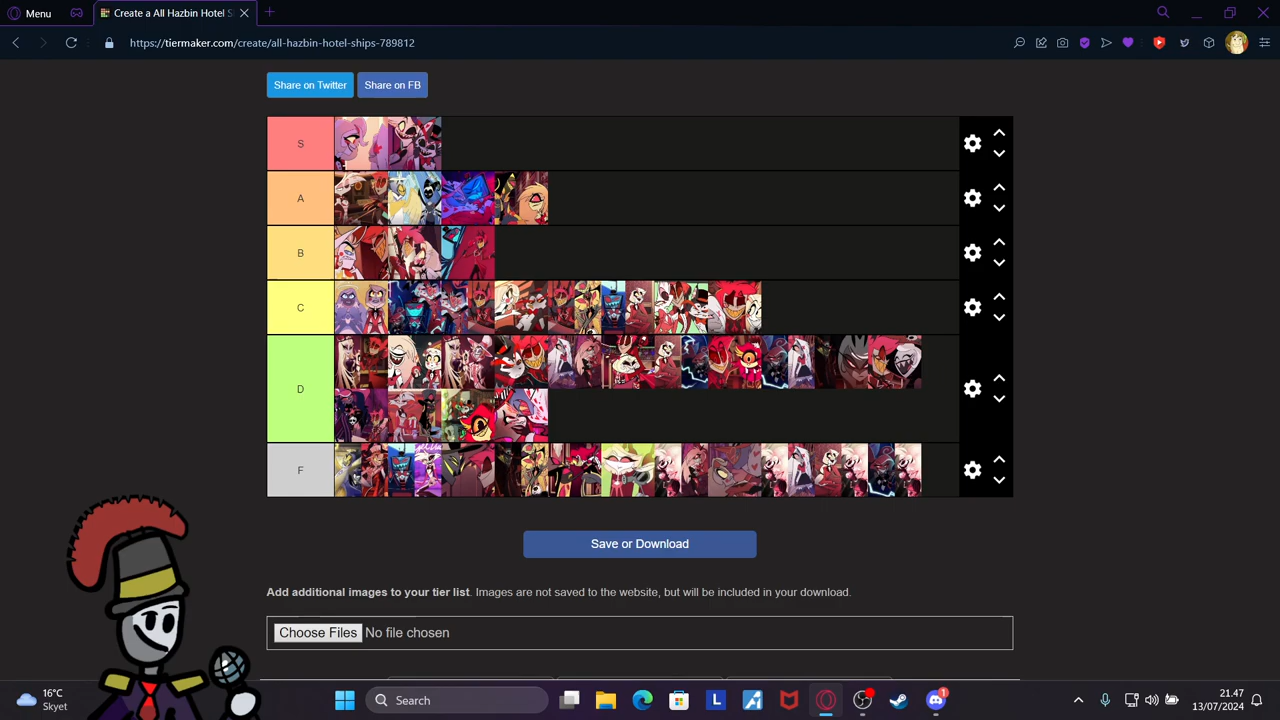 Menu
Create a All Hazbin Hotel S
https://tiermaker.com/create/all-hazbin-hotel-ships-789812
Share on Twitter Share on FB
S
A
B
C
D
F
Save or Download
Add additional images to your tier list. Images are not saved to the website, but will be included in your download.
Choose Files No file chosen
16°C
Skyet
Search
L
1
21.47
13/07/2024